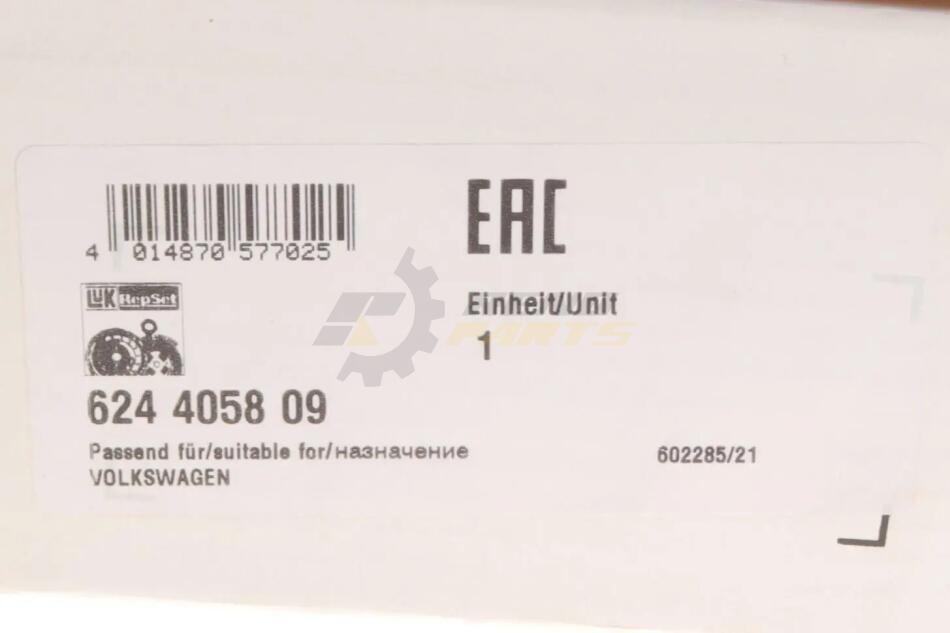 EAC
4 014870 577025
LUK RepSet
Einheit/Unit
1
PARTS
624 4058 09
Passend für/suitable for/назначение
602285/21
VOLKSWAGEN